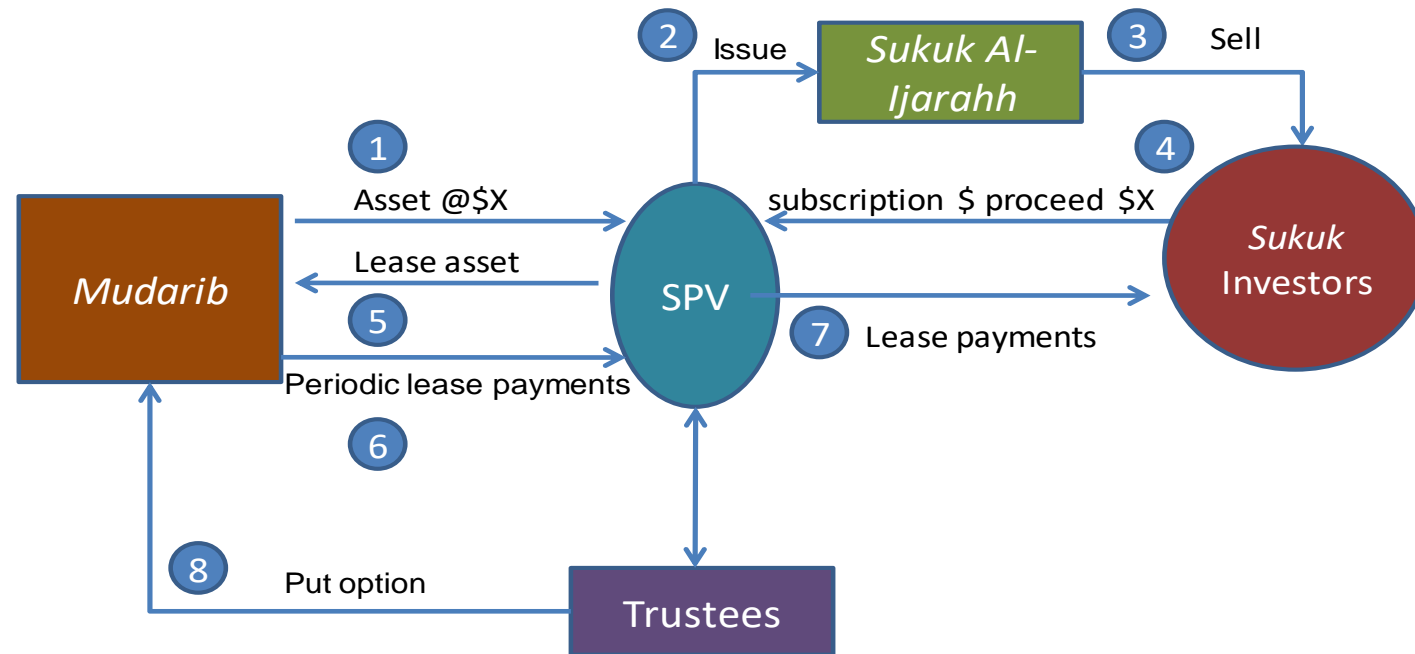 2
Issue
Sukuk Al-
Ijarahh
3
Sell
1
Asset @$X
4
subscription $ proceed $X
Mudarib
Lease asset
SPV
Sukuk
Investors
5
7
Lease payments
Periodic lease payments
6
8
Put option
Trustees